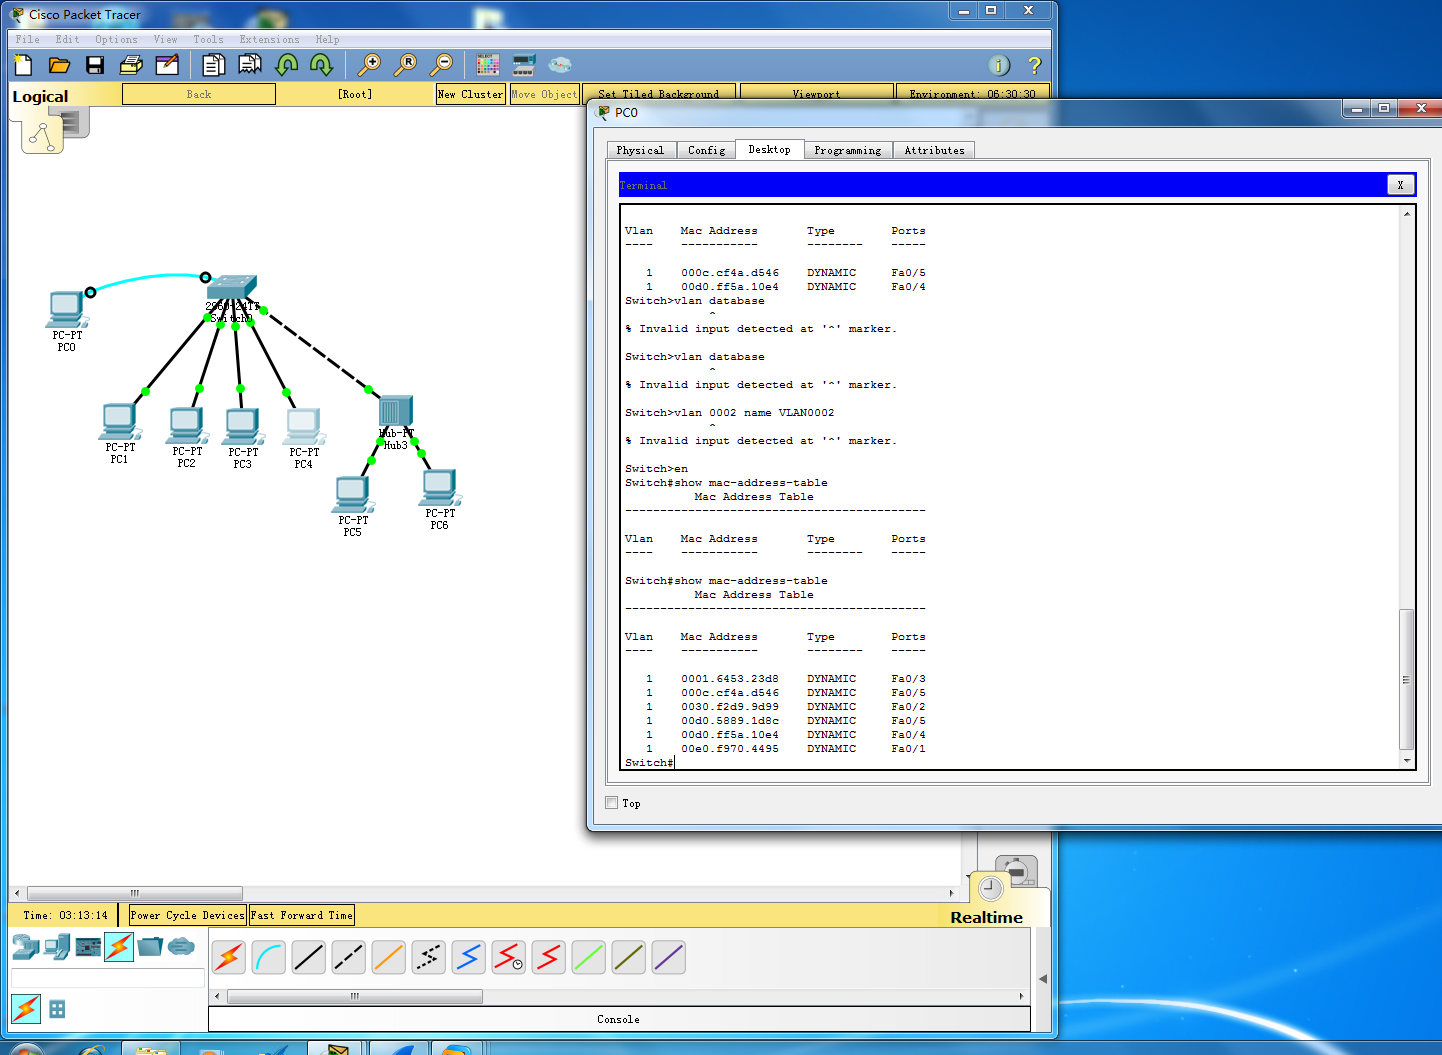 Cisco Packet Tracer
File Edit Options View Tools Extensions Help
Logical
Back
[Root]
New Cluster
Move Object
Set Tiled Background
Viewport
Environment: 06:30:30
2960-24TT
Switch0
PC-PT
PC0
PC-PT
PC1
PC-PT
PC2
PC-PT
PC3
PC-PT
PC4
Hub-PT
Hub3
PC-PT
PC5
PC-PT
PC6
PC0
Physical Config Desktop Programming Attributes
Terminal
X
Vlan Mac Address Type Ports
---- ----------- -------- -----
1 000c.cf4a.d546 DYNAMIC Fa0/5
1 00d0.ff5a.10e4 DYNAMIC Fa0/4
Switch>vlan database
^
% Invalid input detected at '^' marker.
Switch>vlan database
^
% Invalid input detected at '^' marker.
Switch>vlan 0002 name VLAN0002
^
% Invalid input detected at '^' marker.
Switch>en
Switch#show mac-address-table
Mac Address Table
-------------------------------------------
Vlan Mac Address Type Ports
---- ----------- -------- -----
Switch#show mac-address-table
Mac Address Table
-------------------------------------------
Vlan Mac Address Type Ports
---- ----------- -------- -----
1 0001.6453.23d8 DYNAMIC Fa0/3
1 000c.cf4a.d546 DYNAMIC Fa0/5
1 0030.f2d9.9d99 DYNAMIC Fa0/2
1 00d0.5889.1d8c DYNAMIC Fa0/5
1 00d0.ff5a.10e4 DYNAMIC Fa0/4
1 00e0.f970.4495 DYNAMIC Fa0/1
Switch#
Top
Time: 03:13:14
Power Cycle Devices
Fast Forward Time
Realtime
Console